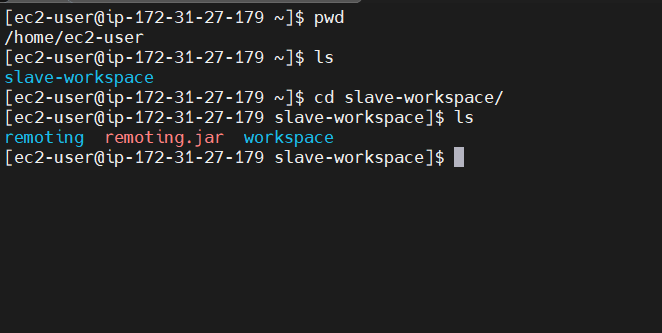 [ec2-user@ip-172-31-27-179 ~]$ pwd
/home/ec2-user
[ec2-user@ip-172-31-27-179 ~]$ ls
slave-workspace
[ec2-user@ip-172-31-27-179 ~]$ cd slave-workspace/
[ec2-user@ip-172-31-27-179 slave-workspace]$ ls
remoting  remoting.jar  workspace
[ec2-user@ip-172-31-27-179 slave-workspace]$